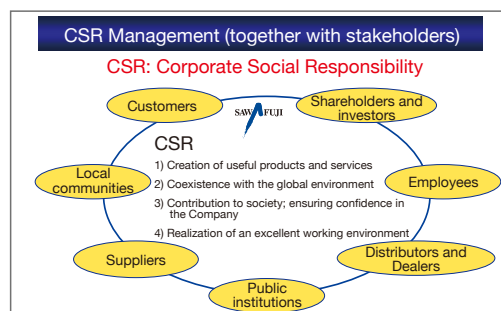 CSR Management (together with stakeholders)
CSR: Corporate Social Responsibility
Customers
SAWAFUJI
Shareholders and
investors
CSR
1) Creation of useful products and services
Local
communities
2) Coexistence with the global environment
Employees
3) Contribution to society; ensuring confidence in
the Company
4) Realization of an excellent working environment
Suppliers
Distributors and
Dealers
Public
institutions